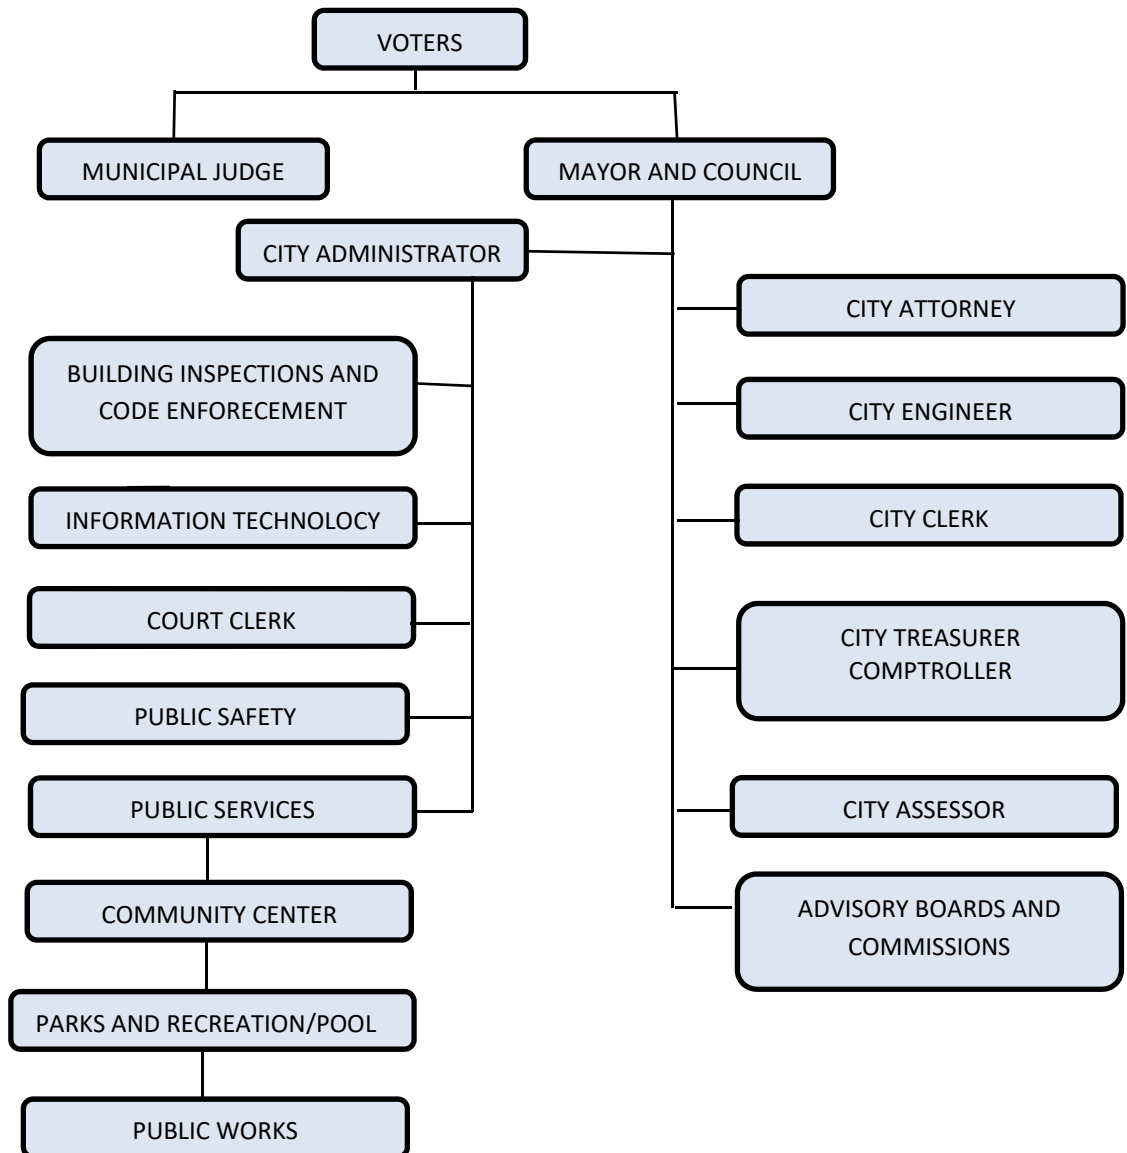 VOTERS
MUNICIPAL JUDGE
MAYOR AND COUNCIL
CITY ADMINISTRATOR
CITY ATTORNEY
BUILDING INSPECTIONS AND
CODE ENFORECEMENT
CITY ENGINEER
INFORMATION TECHNOLOCY
CITY CLERK
COURT CLERK
CITY TREASURER
COMPTROLLER
PUBLIC SAFETY
PUBLIC SERVICES
CITY ASSESSOR
COMMUNITY CENTER
ADVISORY BOARDS AND
COMMISSIONS
PARKS AND RECREATION/POOL
PUBLIC WORKS